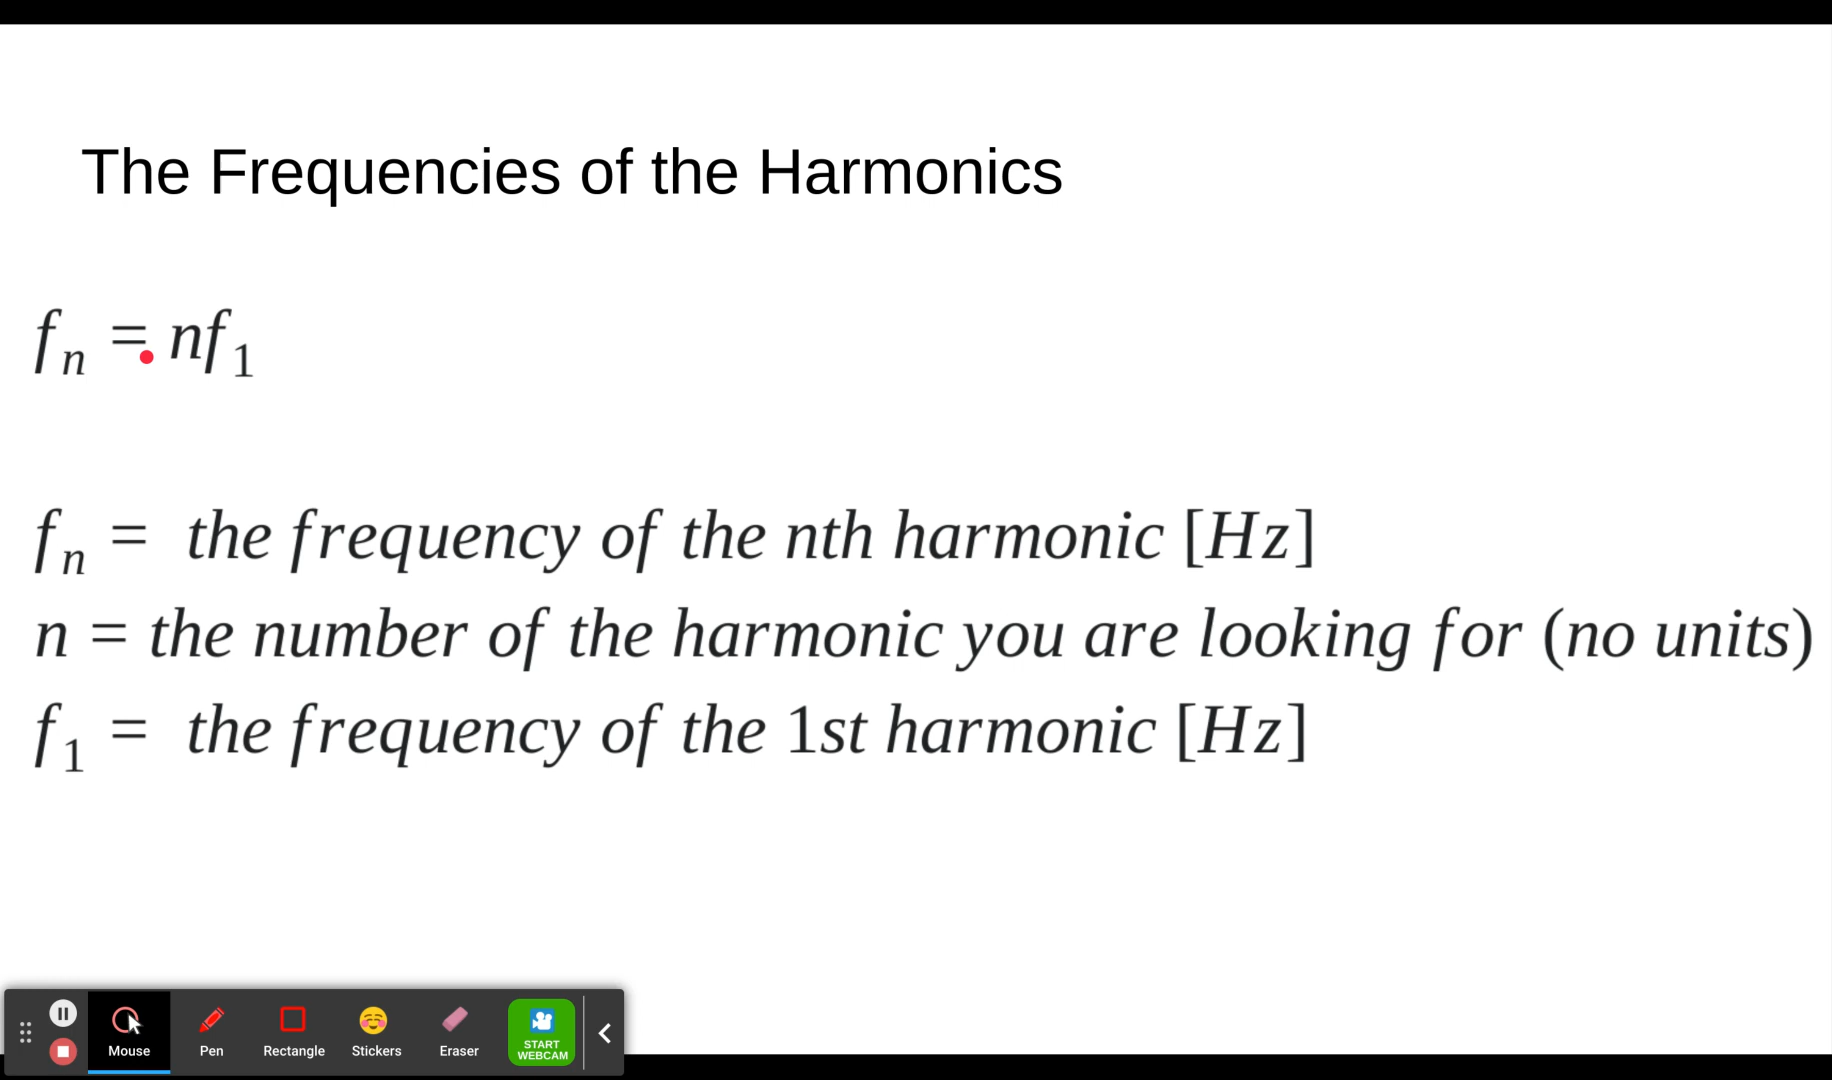 The Frequencies of the Harmonics
fₙ = nf₁
fₙ = the frequency of the nth harmonic [Hz]
n = the number of the harmonic you are looking for (no units)
f₁ = the frequency of the 1st harmonic [Hz]
Mouse
Pen
Rectangle
Stickers
Eraser
START
WEBCAM